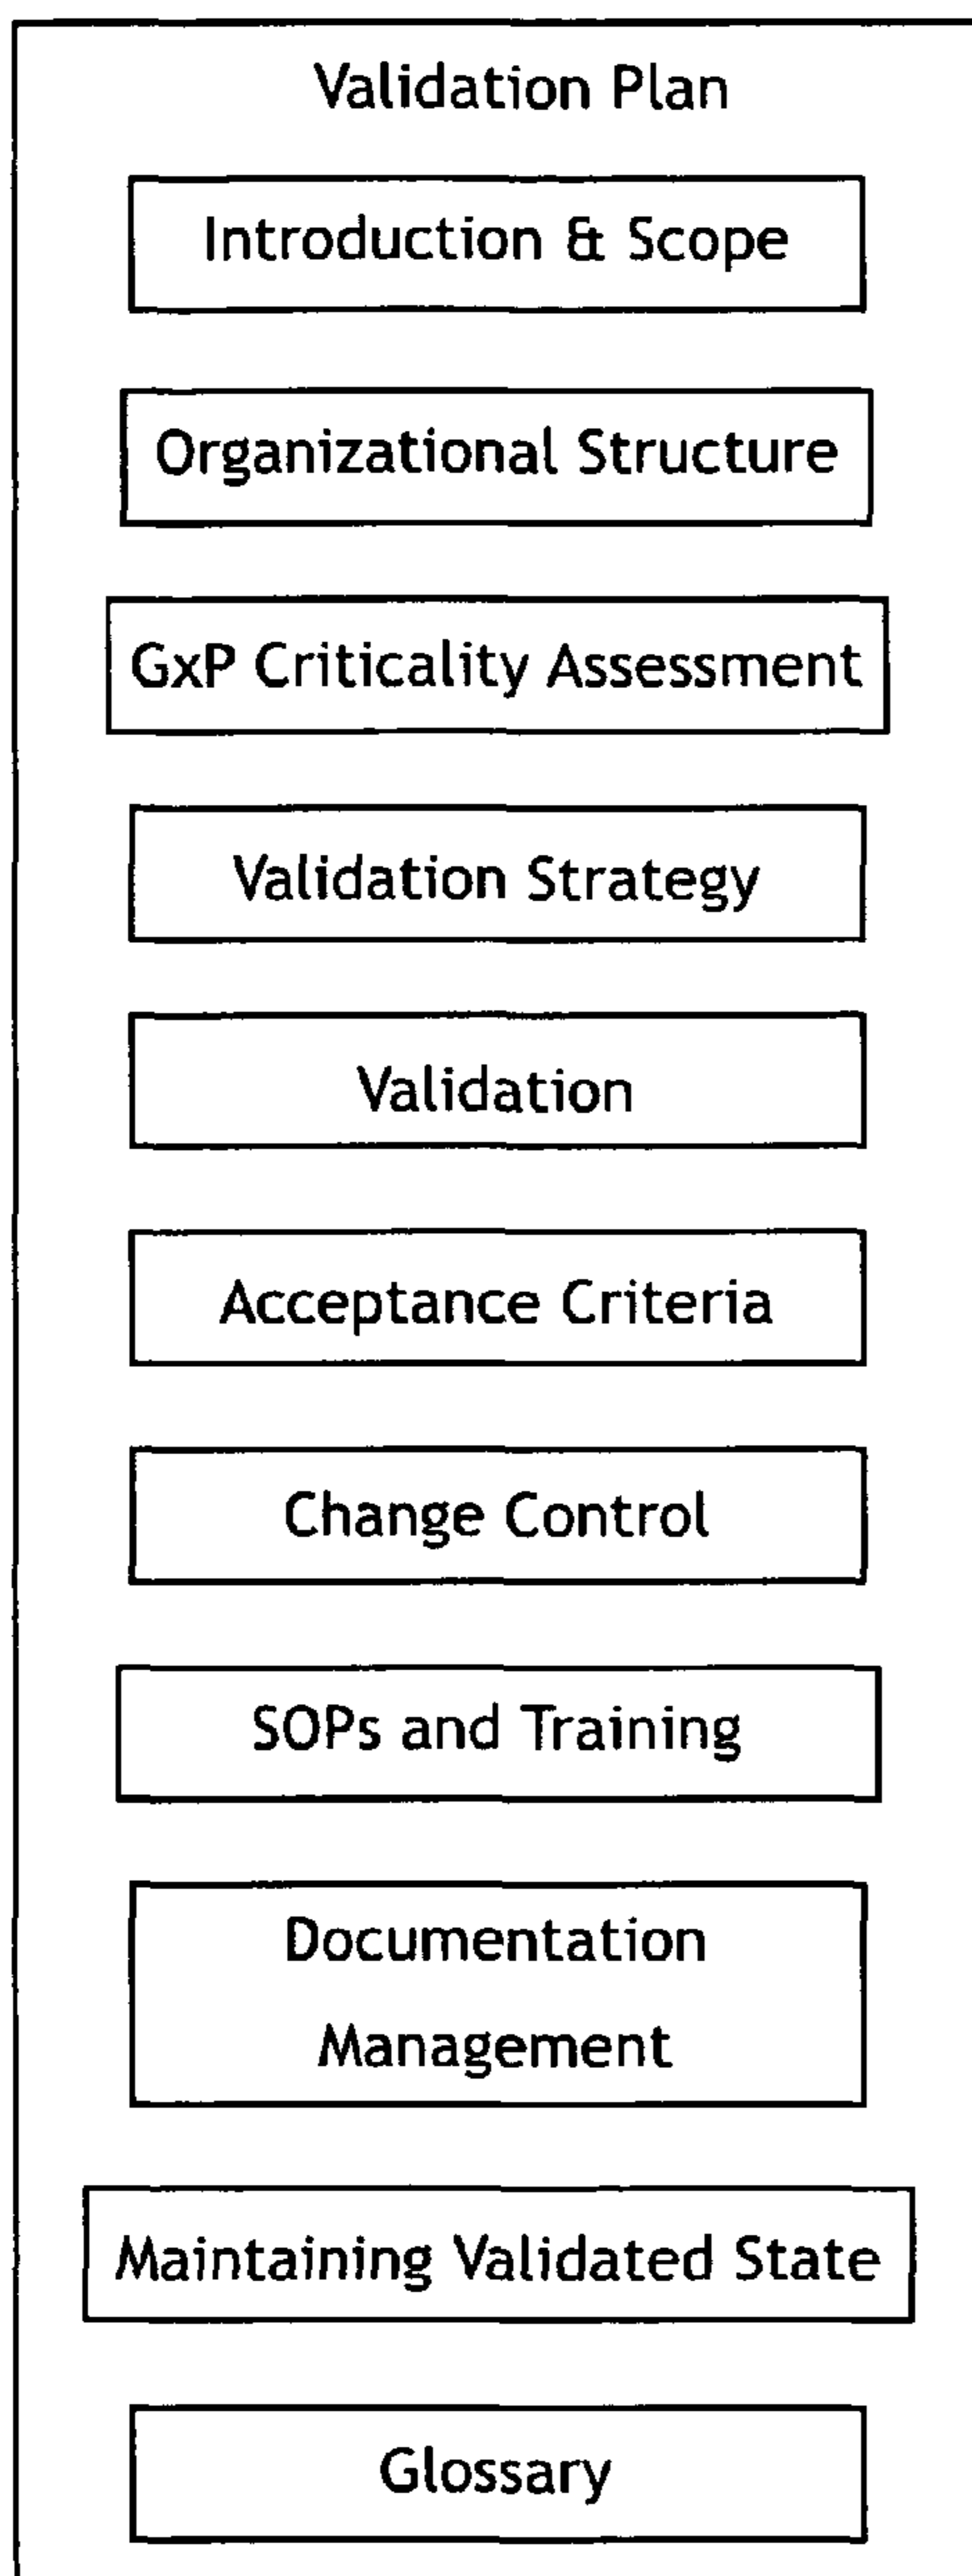 Validation Plan
Introduction & Scope
Organizational Structure
GxP Criticality Assessment
Validation Strategy
Validation
Acceptance Criteria
Change Control
SOPs and Training
Documentation
Management
Maintaining Validated State
Glossary